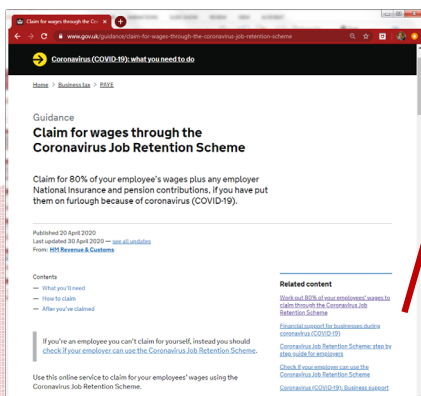 Claim for wages through the Cor
www.gov.uk/guidance/claim-for-wages-through-the-coronavirus-job-retention-scheme
Coronavirus (COVID-19): what you need to do
Home > Business tax > PAYE
Guidance
Claim for wages through the
Coronavirus Job Retention Scheme
Claim for 80% of your employee's wages plus any employer
National Insurance and pension contributions, if you have put
them on furlough because of coronavirus (COVID-19).
Published 20 April 2020
Last updated 30 April 2020 — see all updates
From: HM Revenue & Customs
Contents
— What you'll need
— How to claim
— After you've claimed
If you're an employee you can't claim for yourself, instead you should
check if your employer can use the Coronavirus Job Retention Scheme.
Use this online service to claim for your employees' wages using the
Coronavirus Job Retention Scheme.
Related content
Work out 80% of your employees' wages to
claim through the Coronavirus Job
Retention Scheme
Financial support for businesses during
coronavirus (COVID-19)
Coronavirus Job Retention Scheme: step by
step guide for employers
Check if your employer can use the
Coronavirus Job Retention Scheme
Coronavirus (COVID-19): Business support